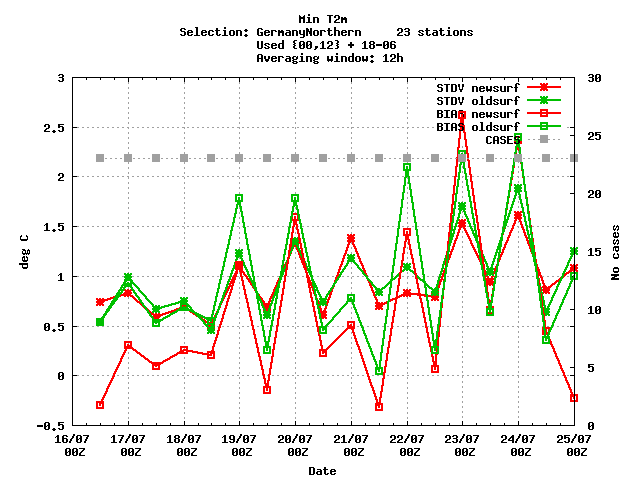 Min T2m
Selection: GermanyNorthern 23 stations
Used {00,12} + 18-06
Averaging window: 12h
STDV newsurf
STDV oldsurf
BIAS newsurf
BIAS oldsurf
CASES
3
2.5
2
1.5
1
0.5
0
-0.5
deg C
30
25
20
15
10
5
0
No cases
16/07 17/07 18/07 19/07 20/07 21/07 22/07 23/07 24/07 25/07
00Z 00Z 00Z 00Z 00Z 00Z 00Z 00Z 00Z 00Z
Date